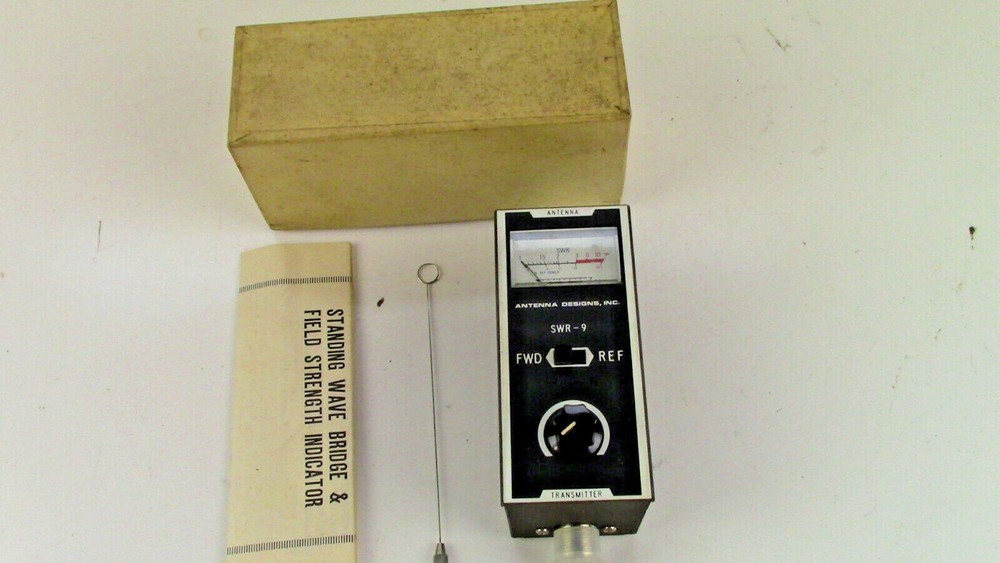 STANDING WAVE BRIDGE &
FIELD STRENGTH INDICATOR
ANTENNA
SWR
ANTENNA DESIGNS, INC.
SWR-9
FWD REF
TRANSMITTER